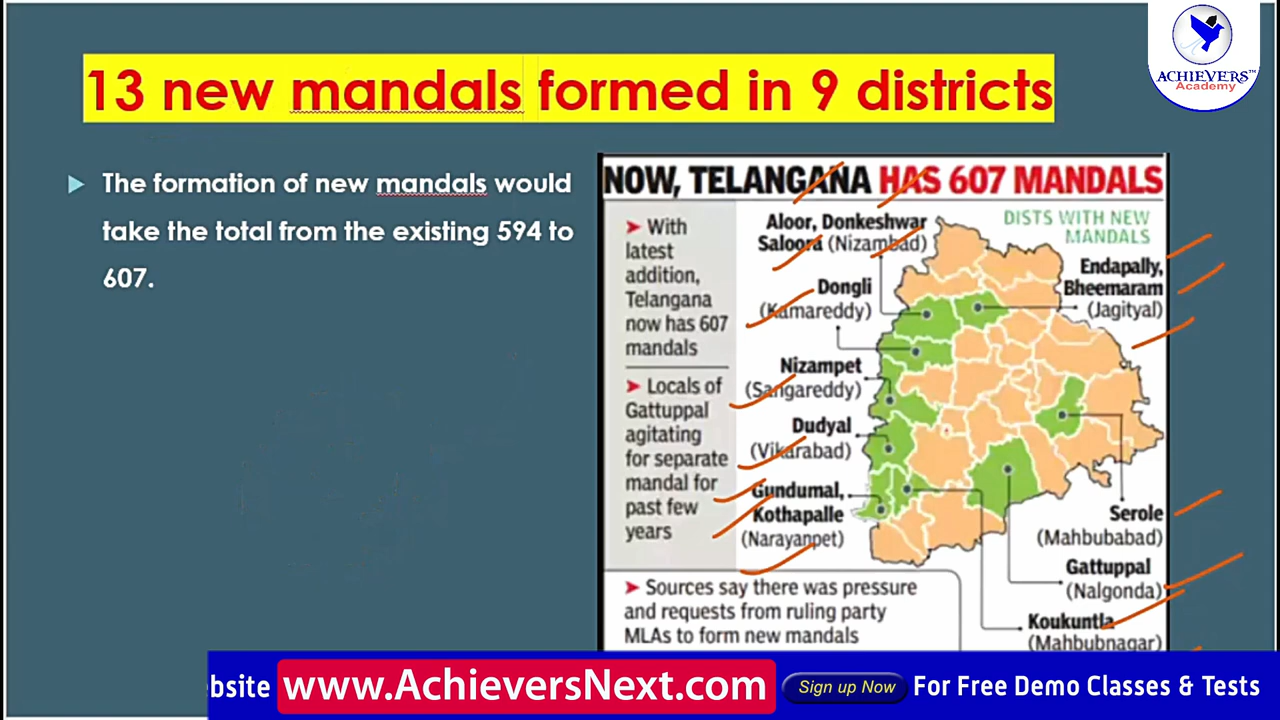 13 new mandals formed in 9 districts
ACHIEVERS™
Academy
The formation of new mandals would
take the total from the existing 594 to
607.
NOW, TELANGANA HAS 607 MANDALS
With
latest
addition,
Telangana
now has 607
mandals
Locals of
Gattuppal
agitating
for separate
mandal for
past few
years
Aloor, Donkeshwar
Saloora (Nizambad)
Dongli
(Kamareddy)
Nizampet
(Sangareddy)
Dudyal
(Vikarabad)
Gundumal,
Kothapalle
(Narayanpet)
DISTS WITH NEW
MANDALS
Endapally,
Bheemaram
(Jagityal)
Serole
(Mahbubabad)
Gattuppal
(Nalgonda)
Koukuntla
(Mahbubnagar)
Sources say there was pressure
and requests from ruling party
MLAs to form new mandals
bsite www.AchieversNext.com Sign up Now For Free Demo Classes & Tests